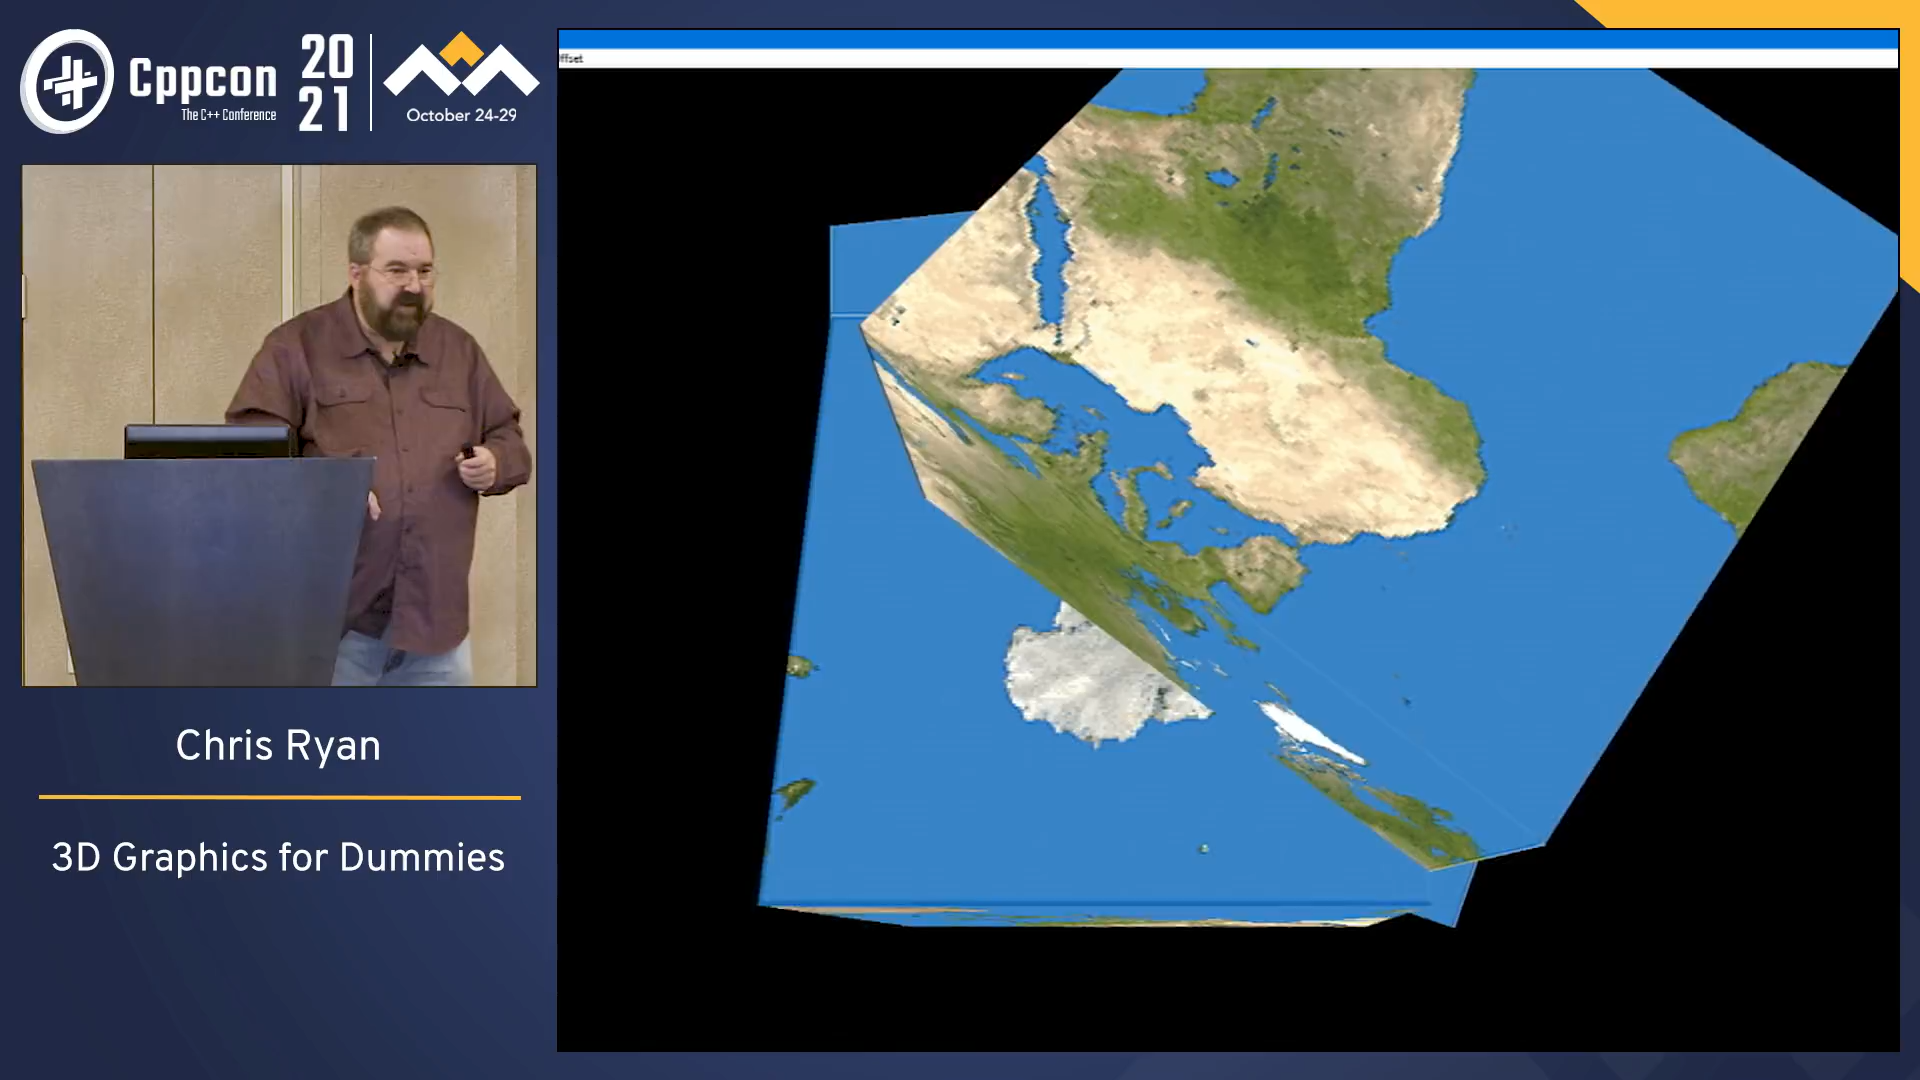 Cppcon
The C++ Conference
20
21
October 24-29
ffset
Chris Ryan
3D Graphics for Dummies